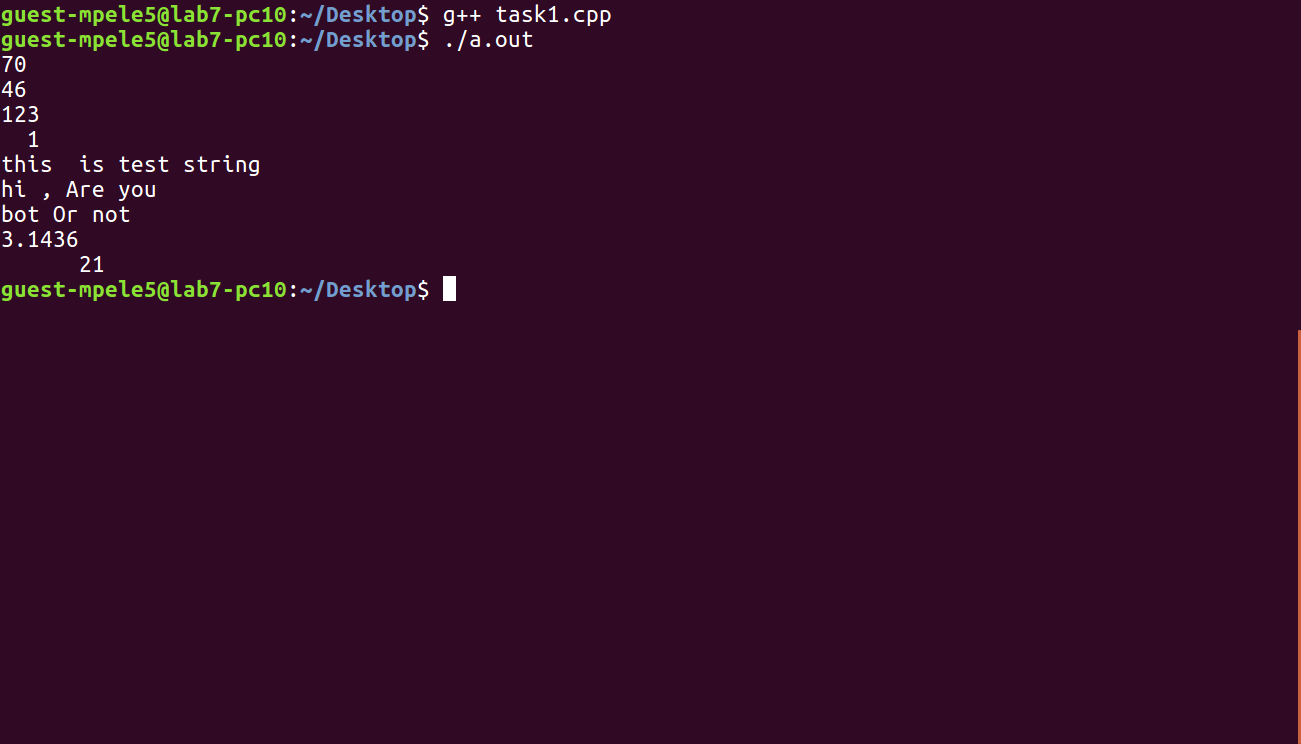 guest-mpele5@lab7-pc10:~/Desktop$ g++ task1.cpp
guest-mpele5@lab7-pc10:~/Desktop$ ./a.out
70
46
123
  1
this  is test string
hi , Are you
bot Or not
3.1436
      21
guest-mpele5@lab7-pc10:~/Desktop$